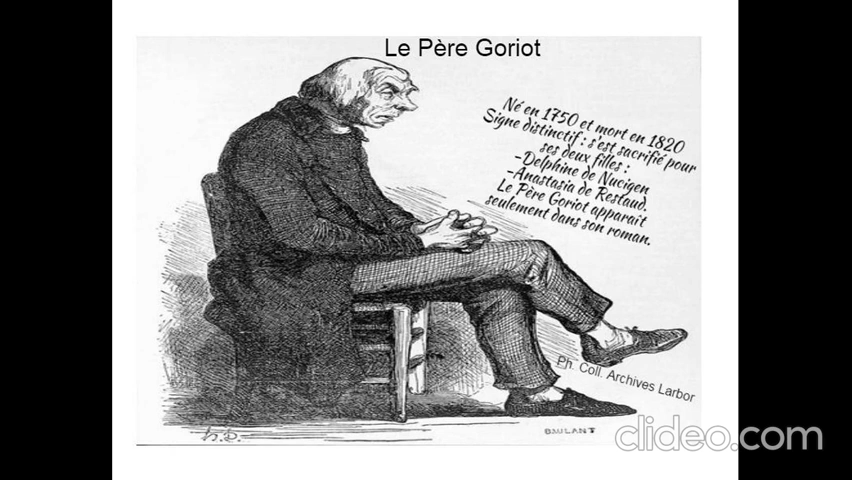 Le Père Goriot
Né en 1750 et mort en 1820
Signe distinctif : s'est sacrifié pour
ses deux filles :
-Delphine de Nucigen
-Anastasia de Restaud.
Le Père Goriot apparait
seulement dans son roman.
Ph. Coll. Archives Larbor
BAULANT
clideo.com